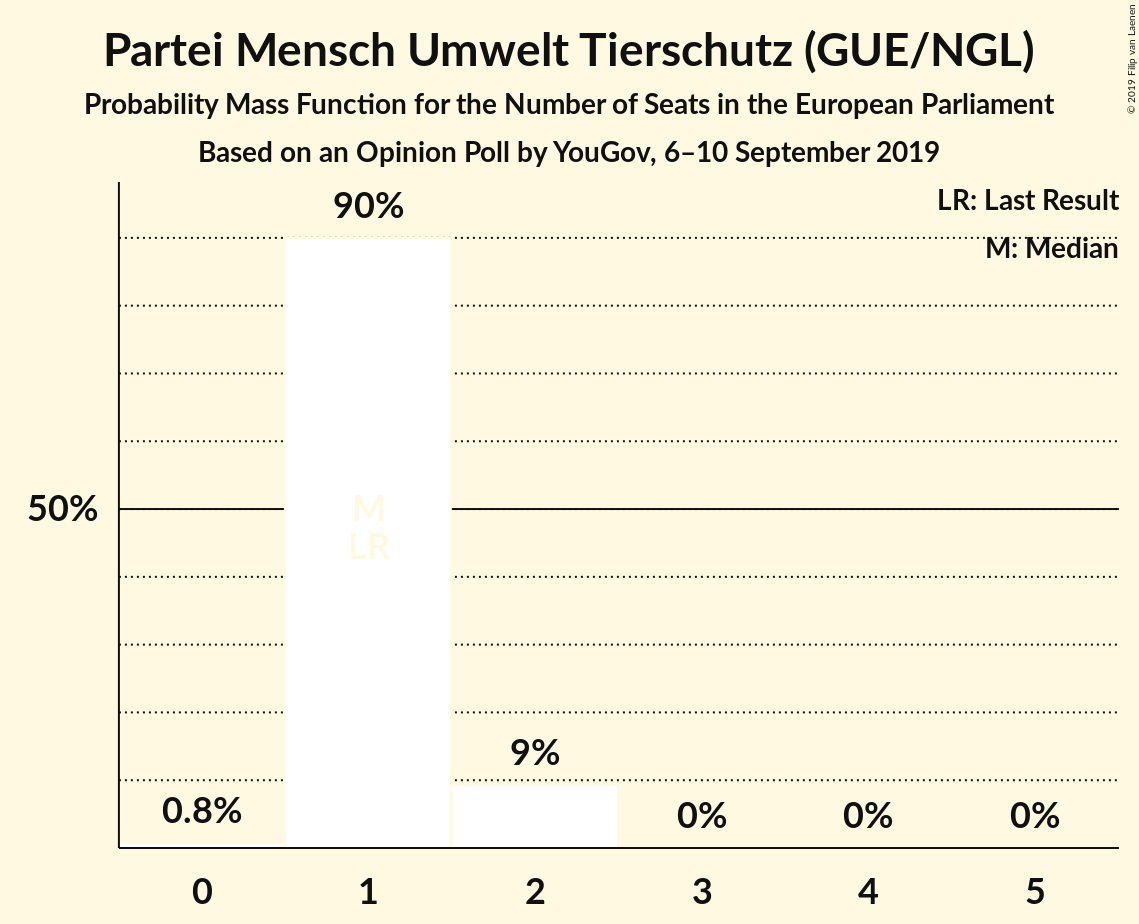 Partei Mensch Umwelt Tierschutz (GUE/NGL)
Probability Mass Function for the Number of Seats in the European Parliament
Based on an Opinion Poll by YouGov, 6–10 September 2019
© 2019 Filip van Laenen
LR: Last Result
M: Median
90%
50%
M
LR
9%
0.8%
0%
0%
0%
0
1
2
3
4
5